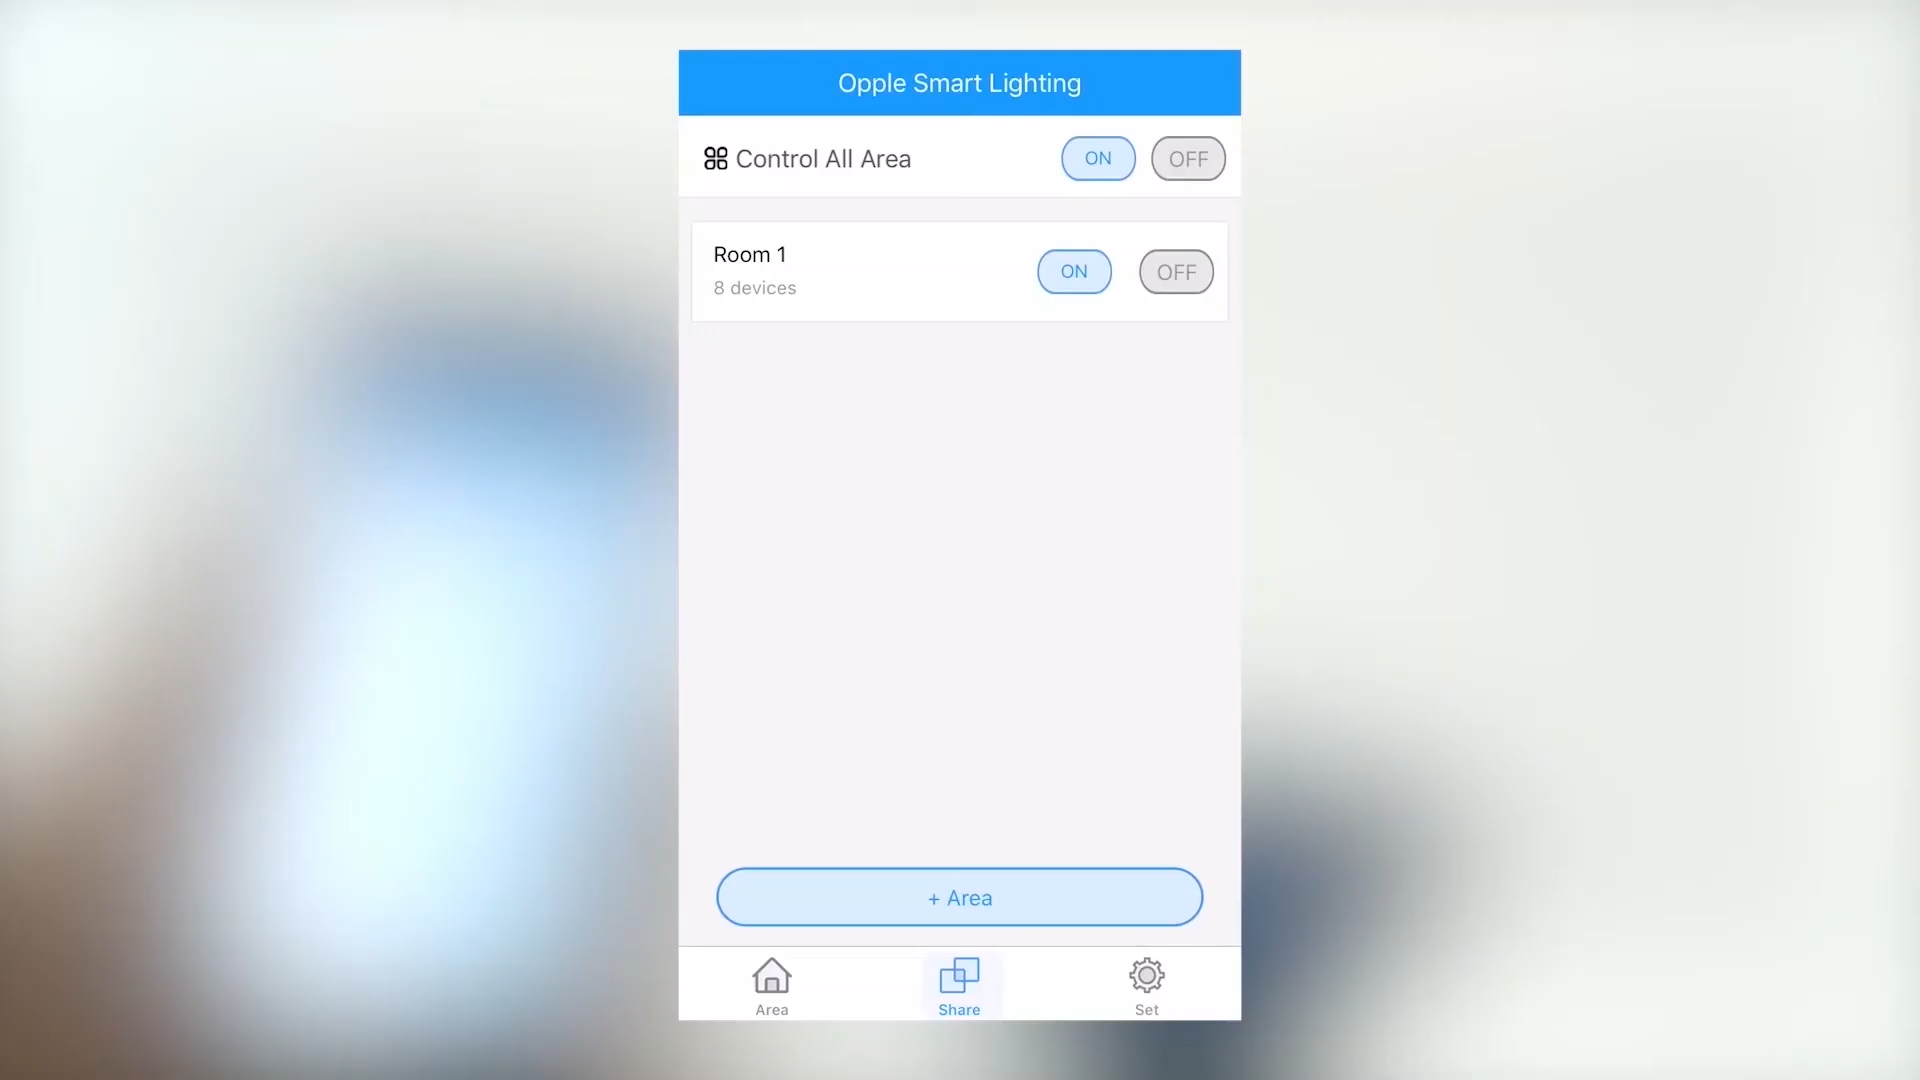 Opple Smart Lighting
Control All Area ON OFF
Room 1
8 devices
ON OFF
+ Area
Area Share Set